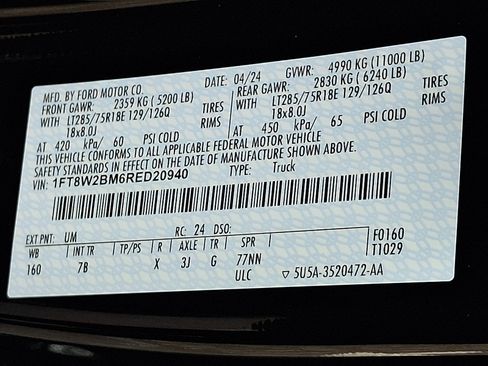 MFD. BY FORD MOTOR CO. DATE: 04/24 GVWR: 4990 KG (11000 LB)
FRONT GAWR: 2359 KG (5200 LB) REAR GAWR: 2830 KG (6240 LB)
WITH LT285/75R18E 129/126Q TIRES WITH LT285/75R18E 129/126Q TIRES
18x8.0J RIMS 18x8.0J RIMS
AT 420 kPa/ 60 PSI COLD AT 450 kPa/ 65 PSI COLD
THIS VEHICLE CONFORMS TO ALL APPLICABLE FEDERAL MOTOR VEHICLE
SAFETY STANDARDS IN EFFECT ON THE DATE OF MANUFACTURE SHOWN ABOVE.
VIN: 1FT8W2BM6RED20940 TYPE: Truck
EXT PNT: UM RC: 24 DSO: F0160
WB INT TR TP/PS R AXLE TR SPR T1029
160 7B X 3J G 77NN
ULC ▽ 5U5A-3520472-AA